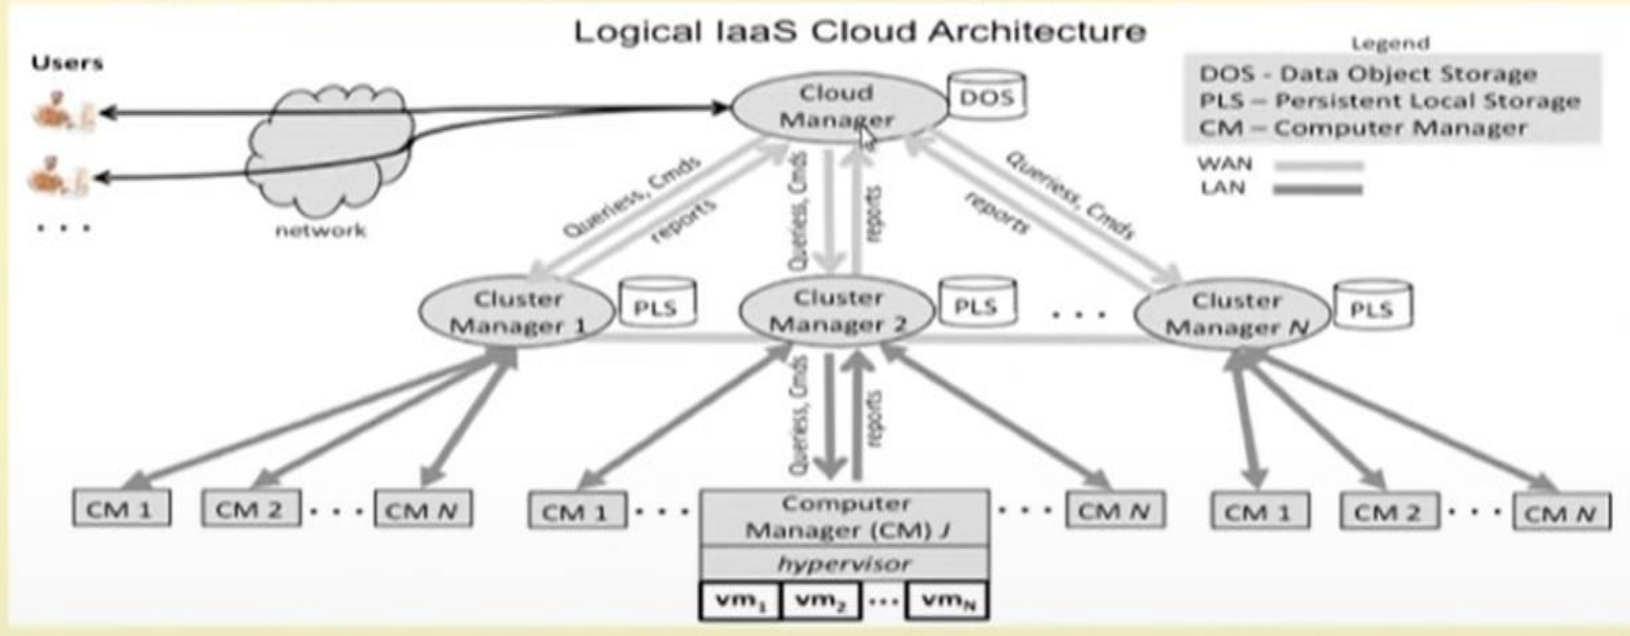 Logical IaaS Cloud Architecture
Legend
Users
DOS - Data Object Storage
PLS – Persistent Local Storage
CM – Computer Manager
WAN
LAN
Cloud
Manager
DOS
. . .
network
Queriess, Cmds
reports
Queriess, Cmds
reports
Queriess, Cmds
reports
Cluster
Manager 1
PLS
Cluster
Manager 2
PLS
. . .
Cluster
Manager N
PLS
Queriess, Cmds
reports
CM 1
CM 2
. . .
CM N
CM 1
. . .
Computer
Manager (CM) J
hypervisor
vm1
vm2
...
vmN
. . .
CM N
CM 1
CM 2
. . .
CM N